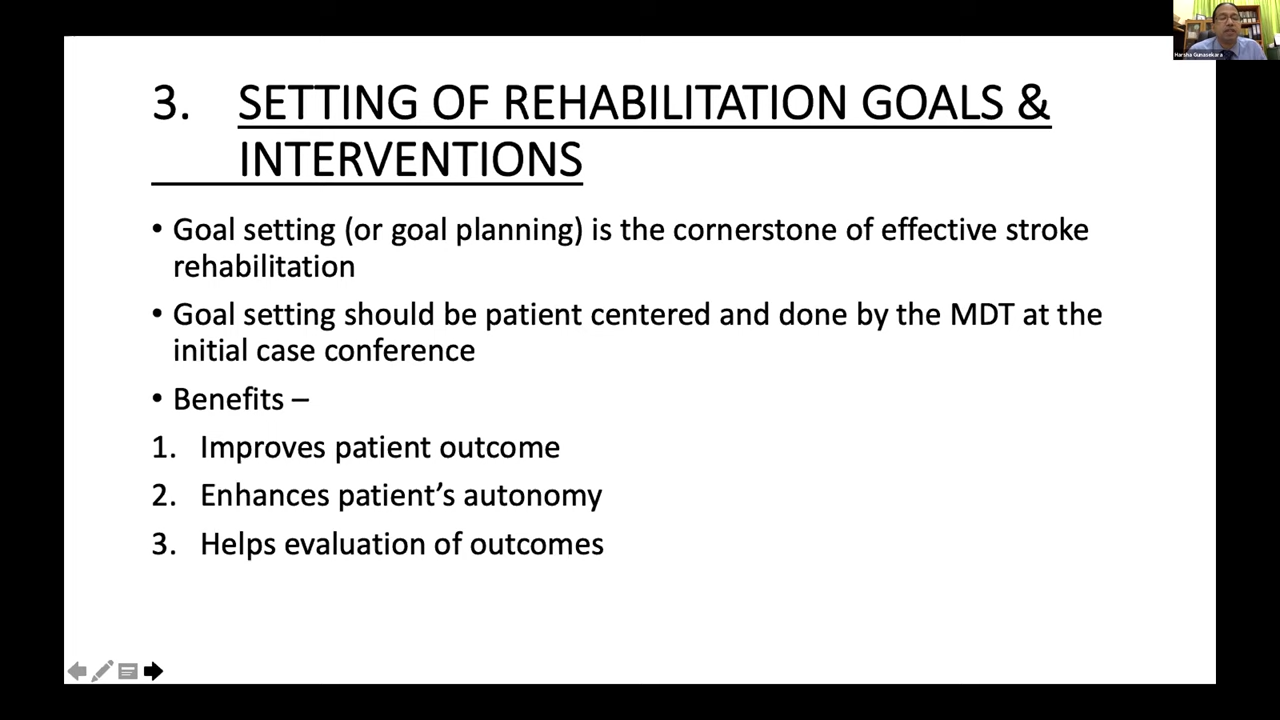 Harsha Gunasekara
3. SETTING OF REHABILITATION GOALS &
INTERVENTIONS
• Goal setting (or goal planning) is the cornerstone of effective stroke
rehabilitation
• Goal setting should be patient centered and done by the MDT at the
initial case conference
• Benefits –
1. Improves patient outcome
2. Enhances patient’s autonomy
3. Helps evaluation of outcomes